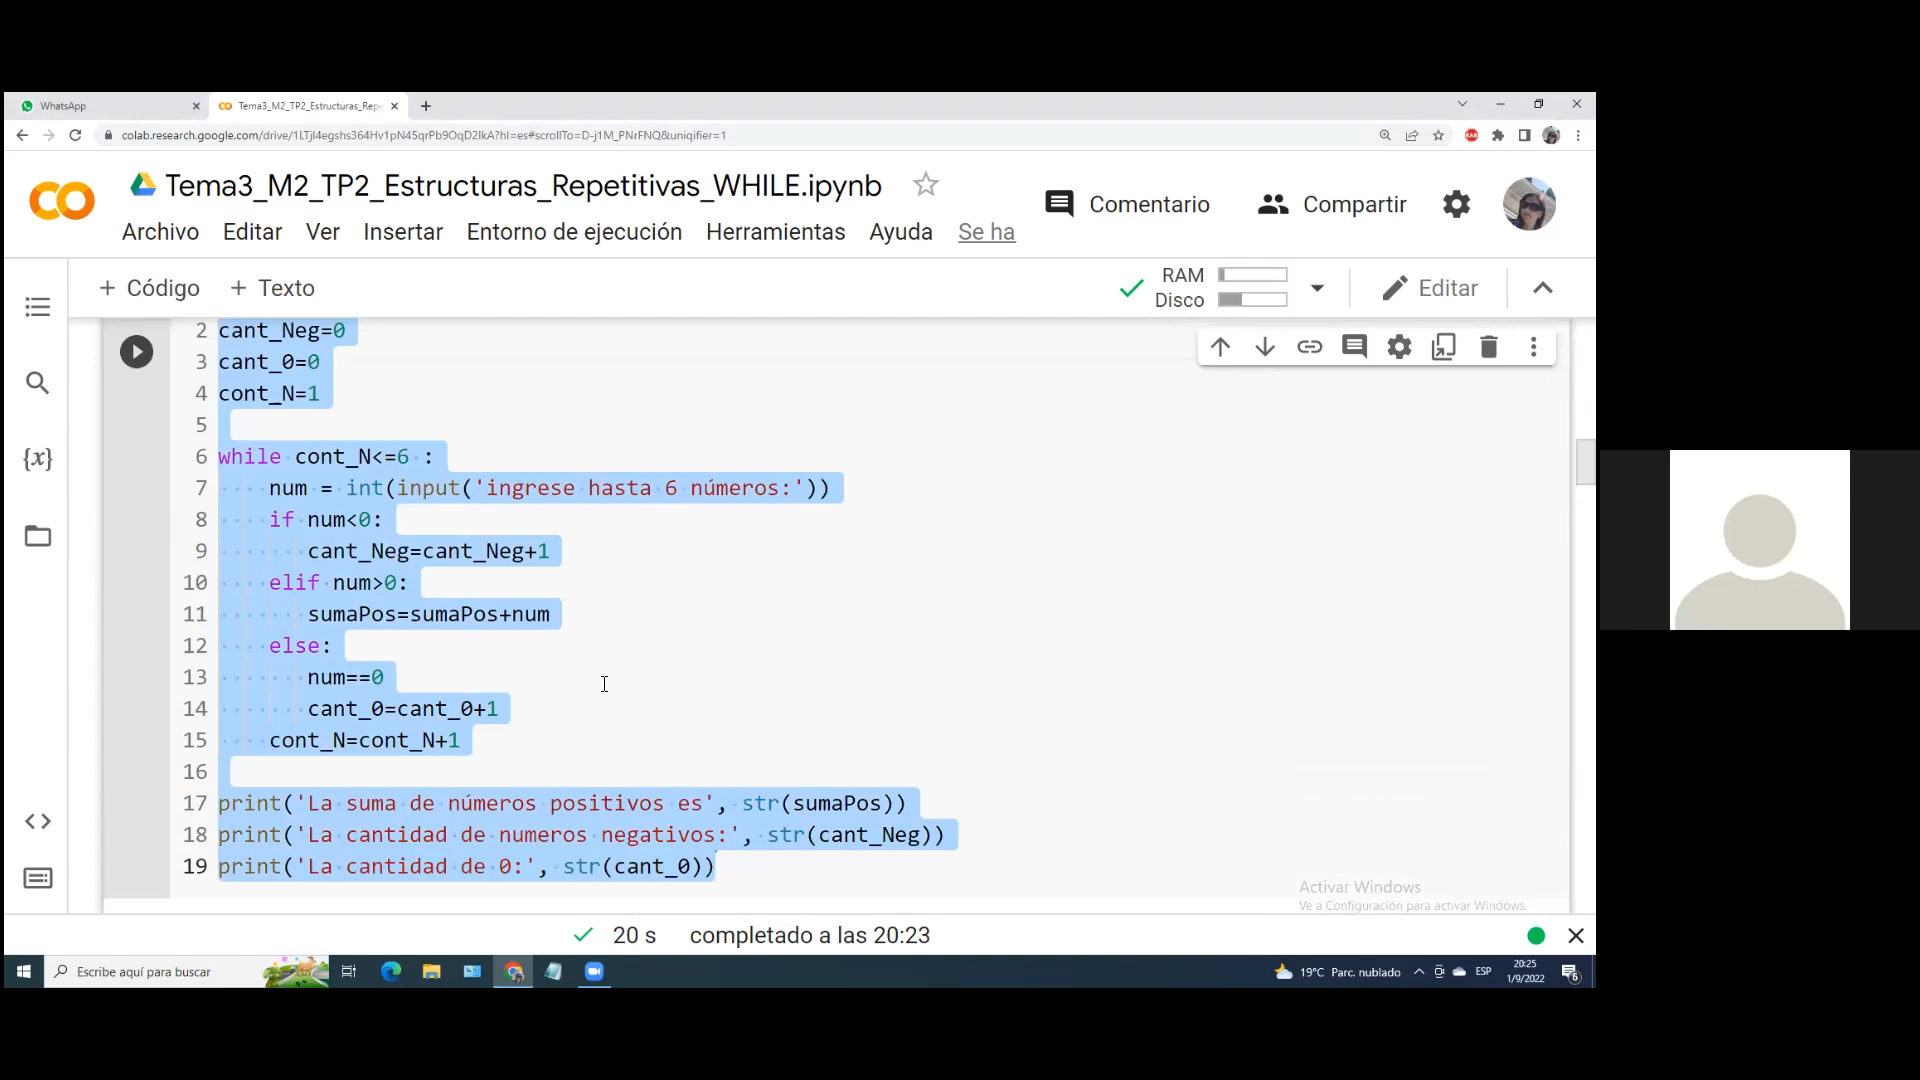 WhatsApp
Tema3_M2_TP2_Estructuras_Repe
colab.research.google.com/drive/1LTjl4egshs364Hv1pN45qrPb9OqD2lkA?hl=es#scrollTo=D-j1M_PNrFNQ&uniqifier=1
Tema3_M2_TP2_Estructuras_Repetitivas_WHILE.ipynb
Comentario
Compartir
Archivo Editar Ver Insertar Entorno de ejecución Herramientas Ayuda Se ha
+ Código + Texto
RAM
Disco
Editar
2 cant_Neg=0
3 cant_0=0
4 cont_N=1
5
6 while cont_N<=6 :
7 num = int(input('ingrese hasta 6 números:'))
8 if num<0:
9 cant_Neg=cant_Neg+1
10 elif num>0:
11 sumaPos=sumaPos+num
12 else:
13 num==0
14 cant_0=cant_0+1
15 cont_N=cont_N+1
16
17 print('La suma de números positivos es', str(sumaPos))
18 print('La cantidad de numeros negativos:', str(cant_Neg))
19 print('La cantidad de 0:', str(cant_0))
Activar Windows
Ve a Configuración para activar Windows.
20 s completado a las 20:23
Escribe aquí para buscar
19°C Parc. nublado
ESP
20:25
1/9/2022
6